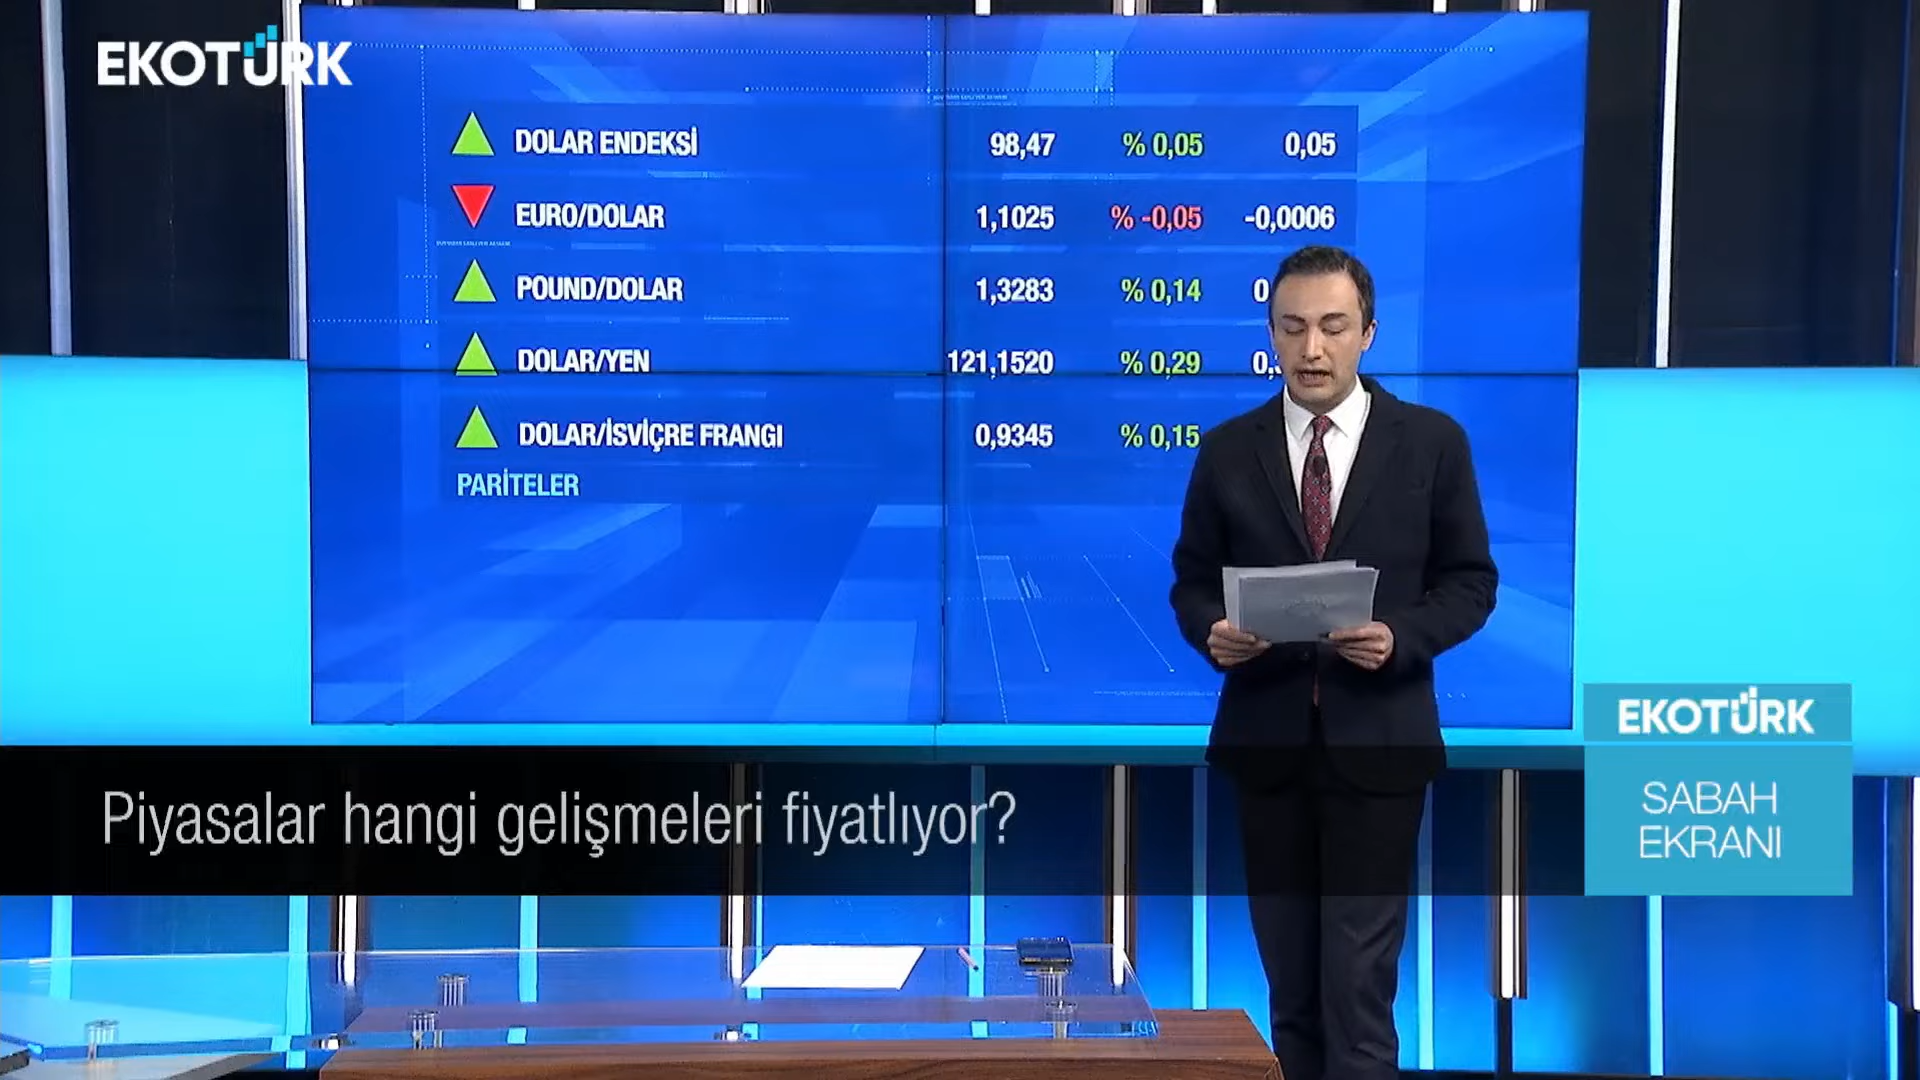 EKOTÜRK
DOLAR ENDEKSİ 98,47 % 0,05 0,05
EURO/DOLAR 1,1025 % -0,05 -0,0006
POUND/DOLAR 1,3283 % 0,14
DOLAR/YEN 121,1520 % 0,29
DOLAR/İSVİÇRE FRANGI 0,9345 % 0,15
PARİTELER
EKOTÜRK
SABAH
EKRANI
Piyasalar hangi gelişmeleri fiyatlıyor?